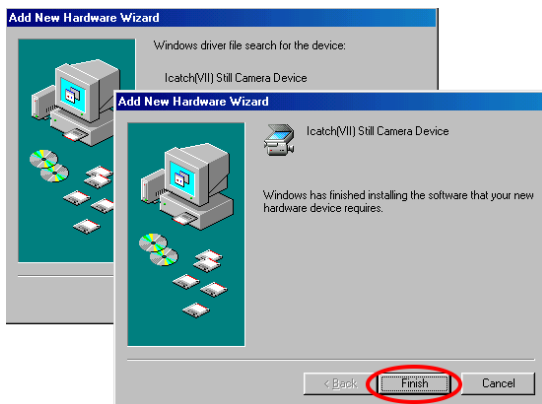 Add New Hardware Wizard
Windows driver file search for the device:
Icatch(VII) Still Camera Device
Add New Hardware Wizard
Icatch(VII) Still Camera Device
Windows has finished installing the software that your new
hardware device requires.
< Back
Finish
Cancel